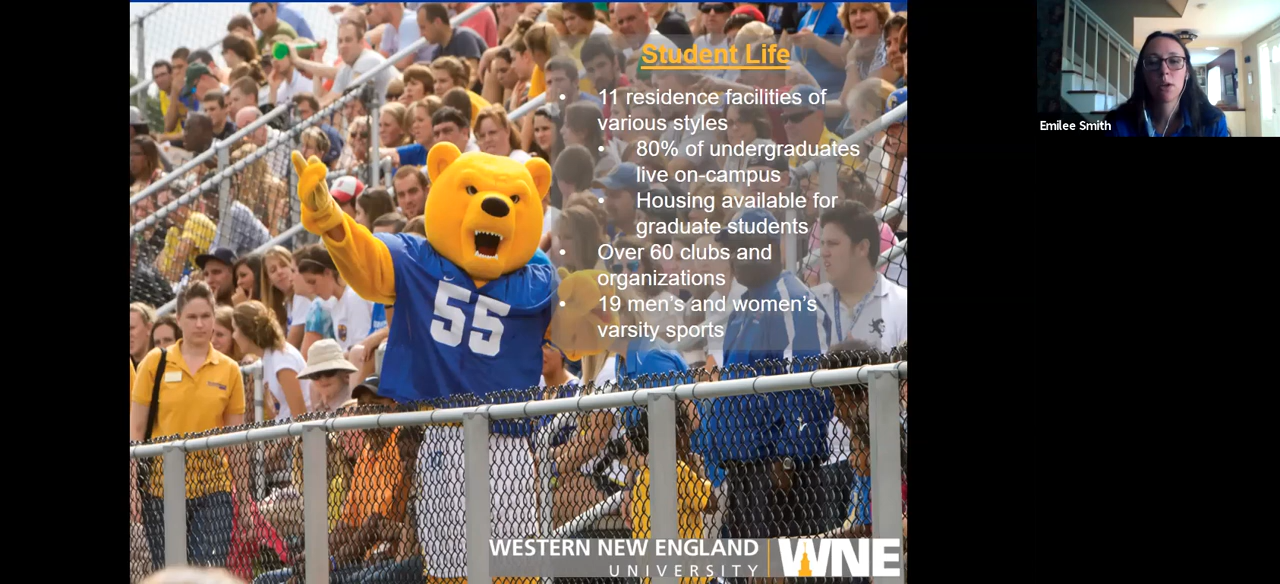 Student Life
• 11 residence facilities of
various styles
• 80% of undergraduates
live on-campus
• Housing available for
graduate students
• Over 60 clubs and
organizations
• 19 men's and women's
varsity sports
55
WESTERN NEW ENGLAND
UNIVERSITY
WNE
Emilee Smith